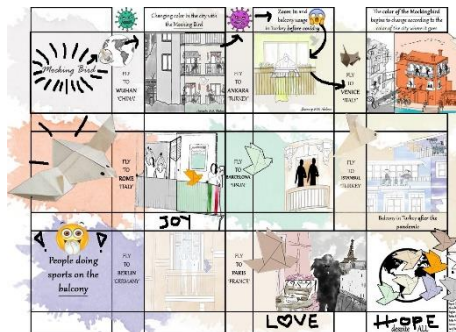 Changing color in the city with
the Mocking Bird
Zoom to and
balcony usage
in Turkey before covid19
The color of the Mockingbird
begins to change according to the
color of the city where it goes
Mocking Bird
FLY
TO
WUHAN
'CHINA'
FLY
TO
ANKARA
'TURKEY'
FLY
TO
VENICE
'ITALY'
FLY
TO
ROME
'ITALY'
FLY
TO
BARCELONA
'SPAIN'
FLY
TO
ISTANBUL
'TURKEY'
JOY
Balcony in Turkey after the
pandemic
People doing
sports on the
balcony
FLY
TO
BERLIN
'GERMANY'
FLY
TO
PARIS
'FRANCE'
LOVE
HOPE
despite ALL